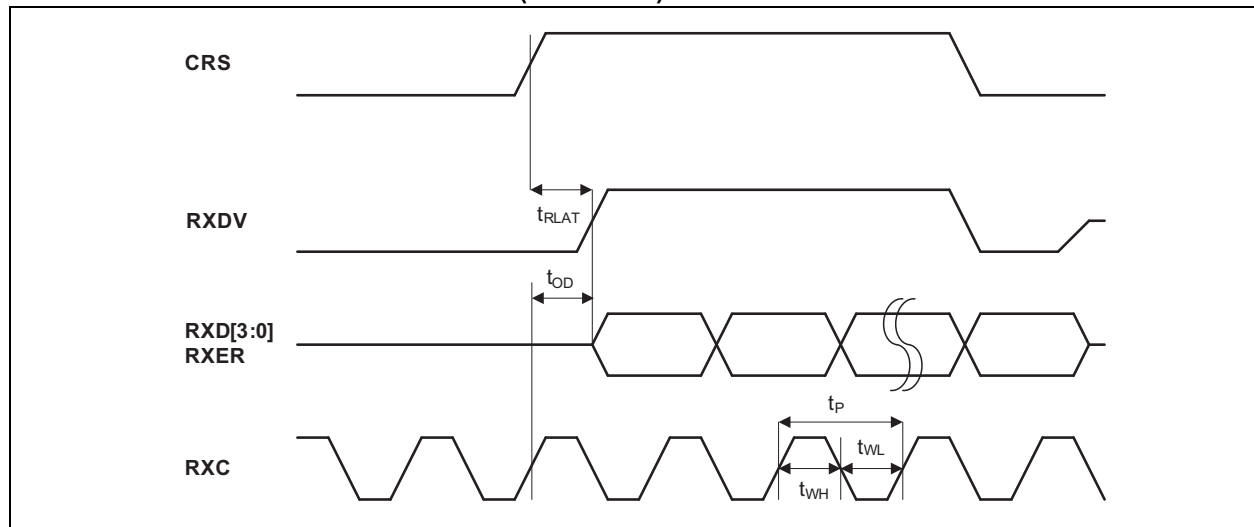 CRS
RXDV
tRLAT
tOD
RXD[3:0]
RXER
tP
RXC
tWL
tWH